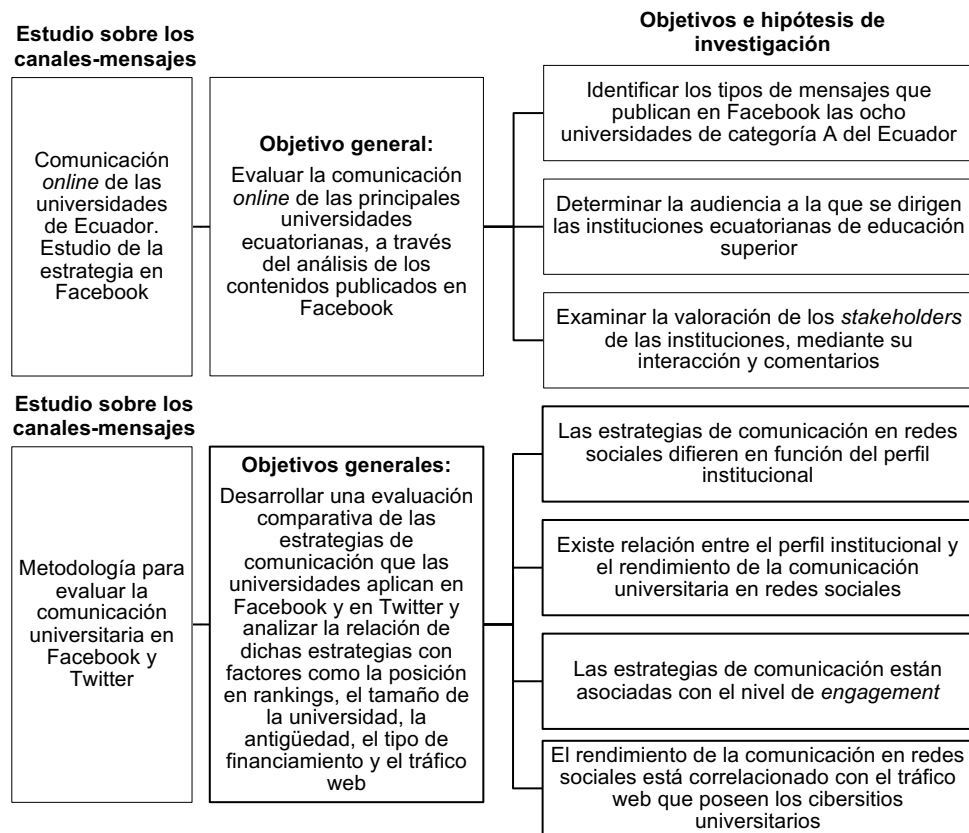 Estudio sobre los
canales-mensajes
Objetivos e hipótesis de
investigación
Comunicación
online de las
universidades
de Ecuador.
Estudio de la
estrategia en
Facebook
Objetivo general:
Evaluar la comunicación
online de las principales
universidades
ecuatorianas, a través
del análisis de los
contenidos publicados en
Facebook
Identificar los tipos de mensajes que
publican en Facebook las ocho
universidades de categoría A del Ecuador
Determinar la audiencia a la que se dirigen
las instituciones ecuatorianas de educación
superior
Examinar la valoración de los stakeholders
de las instituciones, mediante su
interacción y comentarios
Estudio sobre los
canales-mensajes
Metodología para
evaluar la
comunicación
universitaria en
Facebook y
Twitter
Objetivos generales:
Desarrollar una evaluación
comparativa de las
estrategias de
comunicación que las
universidades aplican en
Facebook y en Twitter y
analizar la relación de
dichas estrategias con
factores como la posición
en rankings, el tamaño de
la universidad, la
antigüedad, el tipo de
financiamiento y el tráfico
web
Las estrategias de comunicación en redes
sociales difieren en función del perfil
institucional
Existe relación entre el perfil institucional y
el rendimiento de la comunicación
universitaria en redes sociales
Las estrategias de comunicación están
asociadas con el nivel de engagement
El rendimiento de la comunicación en redes
sociales está correlacionado con el tráfico
web que poseen los cibersitios
universitarios